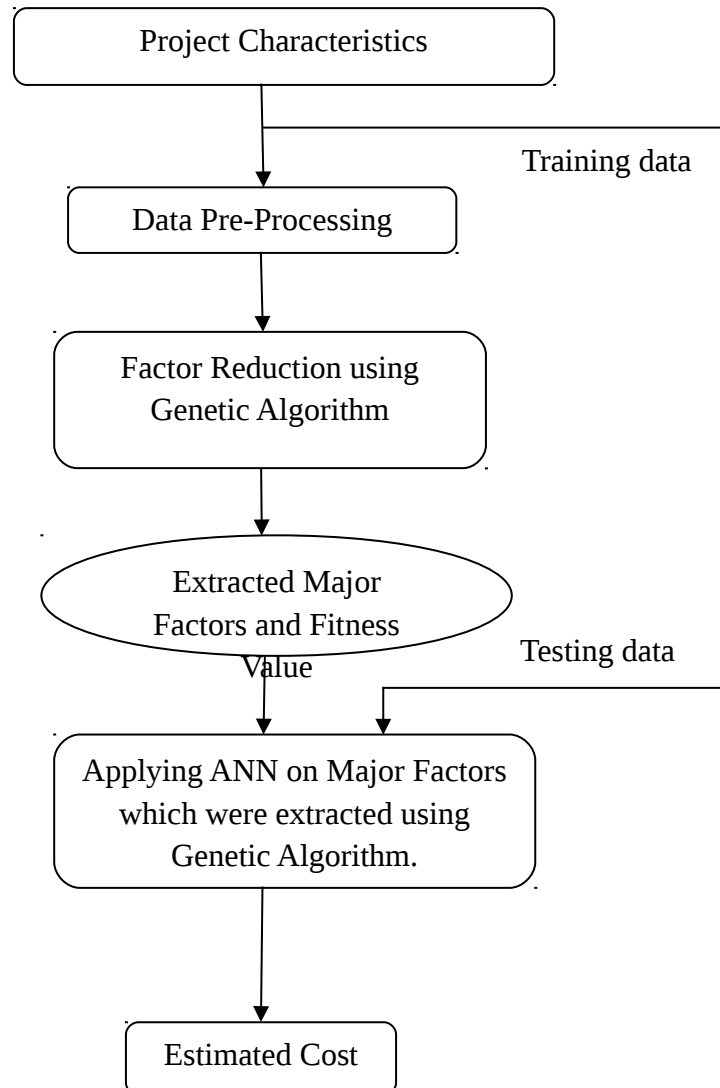 Project Characteristics
Training data
Data Pre-Processing
Factor Reduction using
Genetic Algorithm
Extracted Major
Factors and Fitness
Value
Testing data
Applying ANN on Major Factors
which were extracted using
Genetic Algorithm.
Estimated Cost